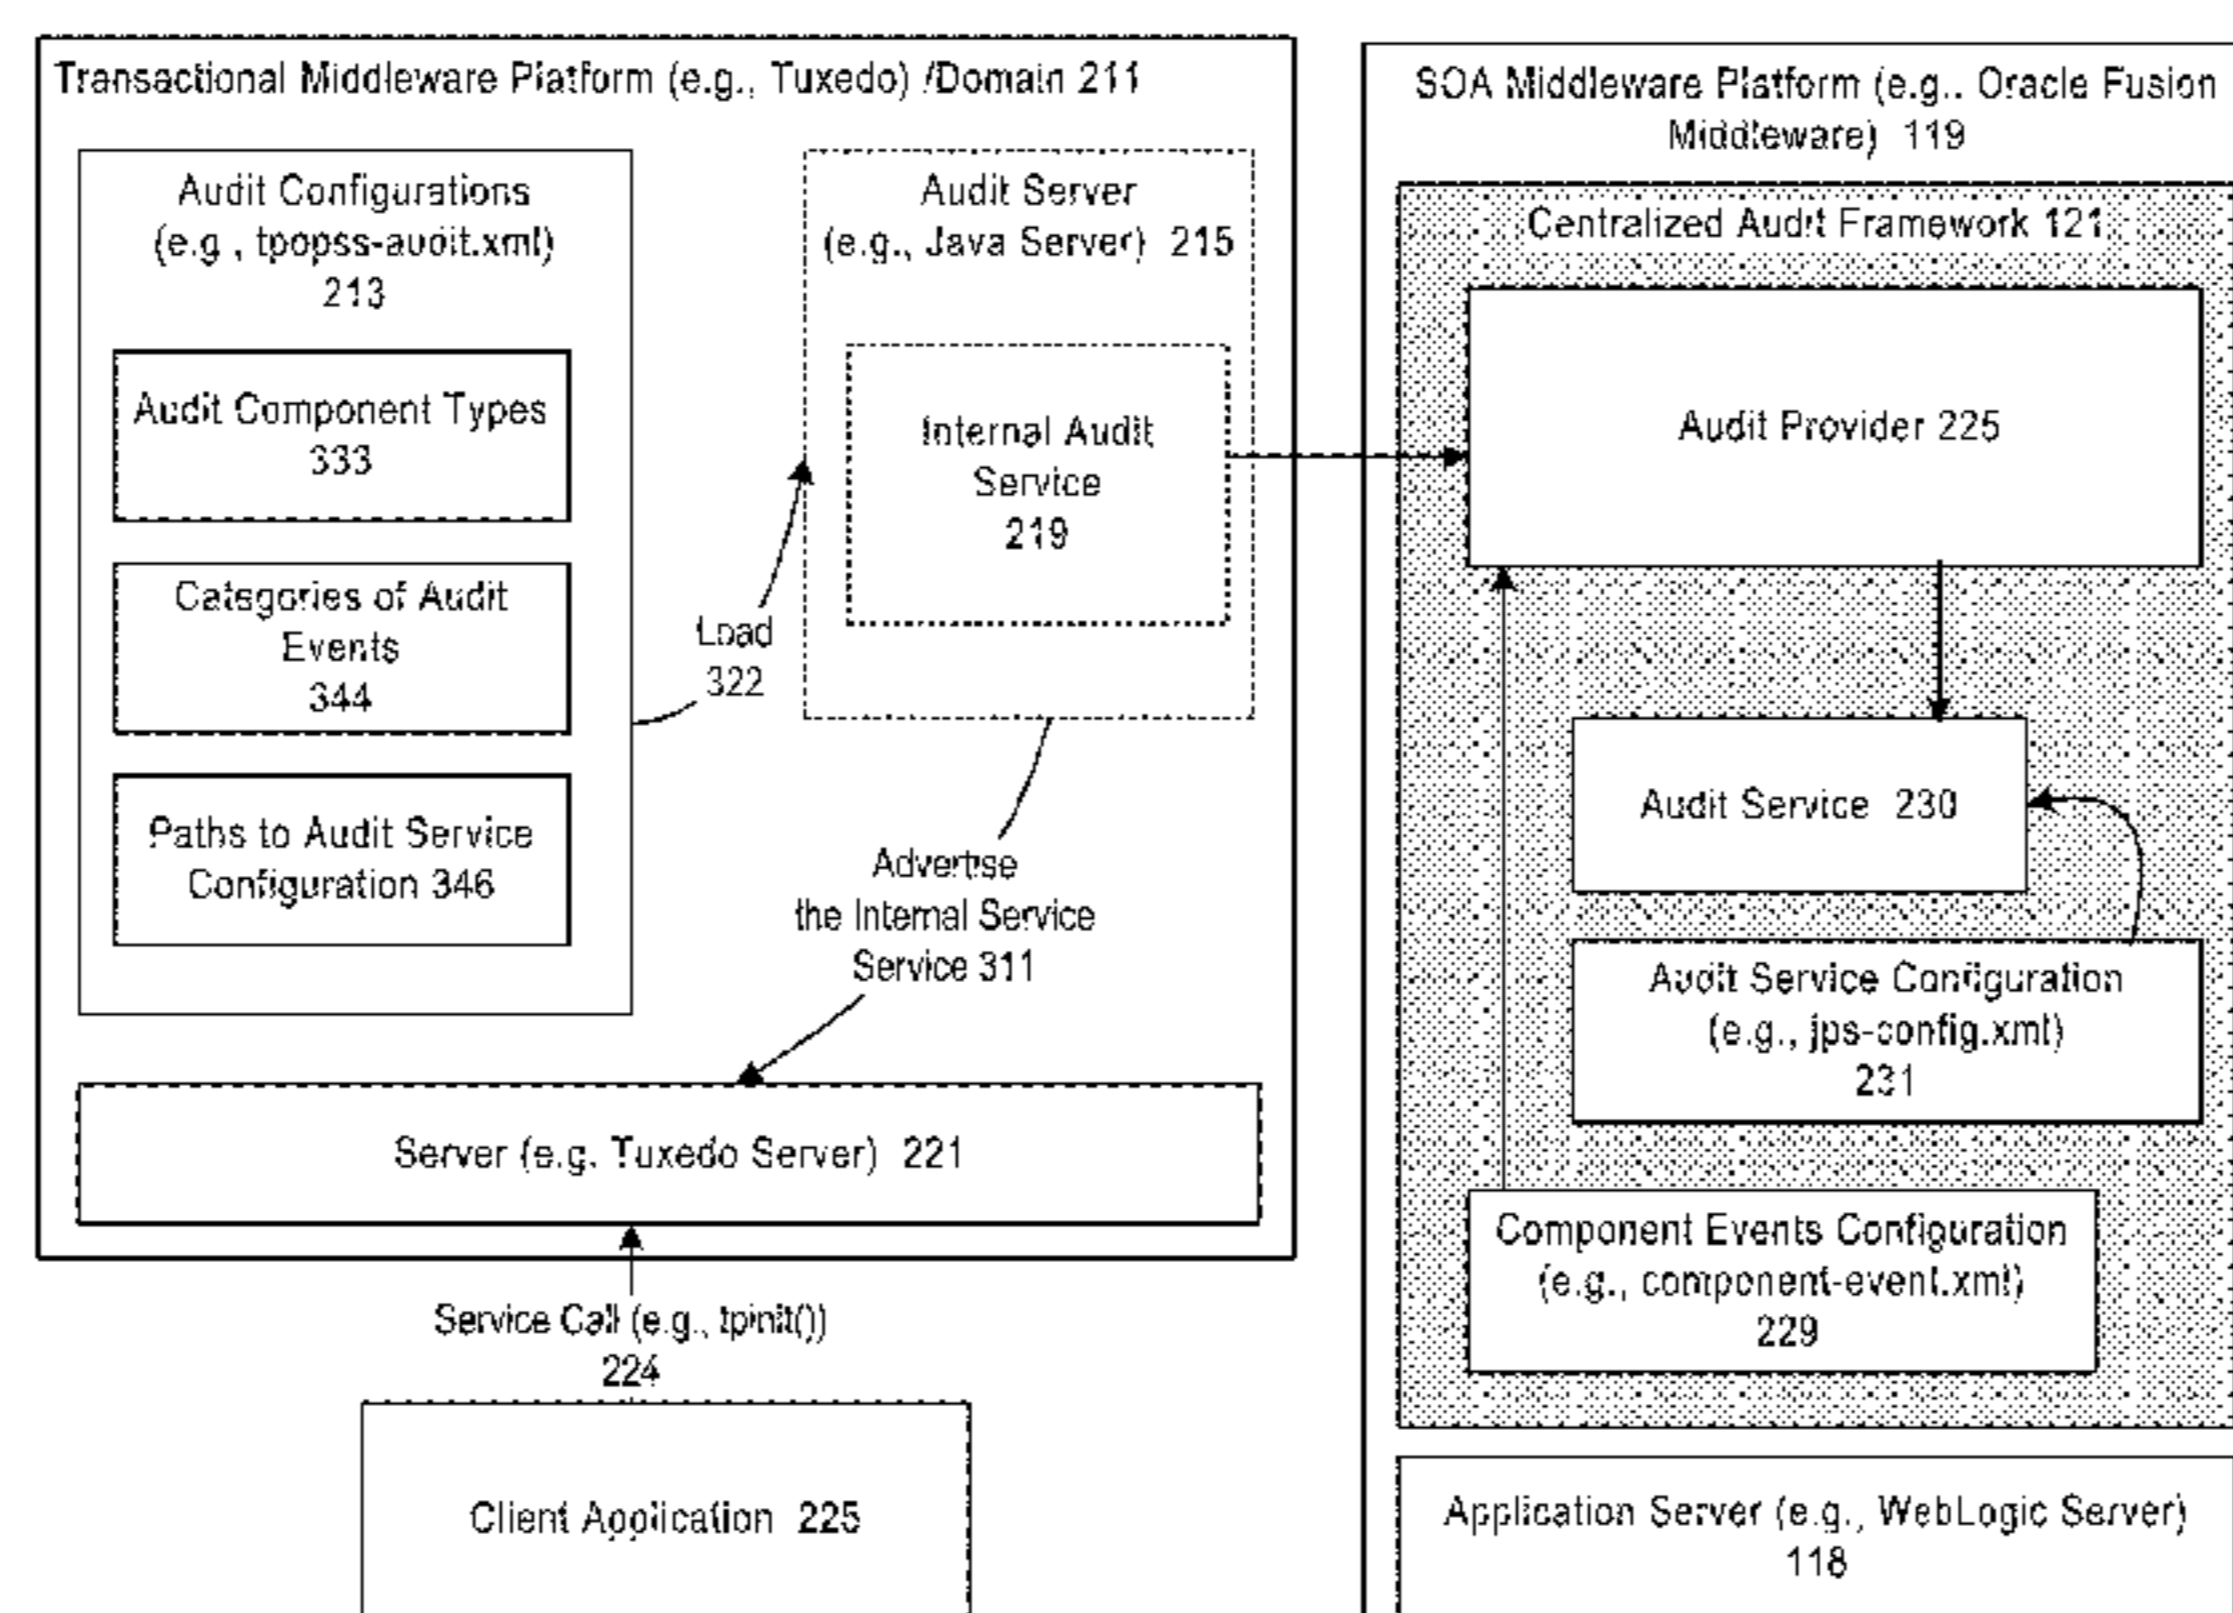 Transactional Middleware Platform (e.g., Tuxedo) /Domain 211
Audit Configurations
(e.g , tpopss-audit.xml)
213
Audit Component Types
333
Categories of Audit
Events
344
Paths to Audit Service
Configuration 346
Load
322
Audit Server
(e.g., Java Server) 215
Internal Audit
Service
219
Advertise
the Internal Service
Service 311
Server (e.g. Tuxedo Server) 221
Service Call (e.g., tpinit())
224
Client Application 225
SOA Middleware Platform (e.g.. Oracle Fusion
Middleware) 119
Centralized Audit Framework 121
Audit Provider 225
Audit Service 230
Audit Service Configuration
(e.g., jps-config.xml)
231
Component Events Configuration
(e.g., component-event.xml)
229
Application Server (e.g., WebLogic Server)
118